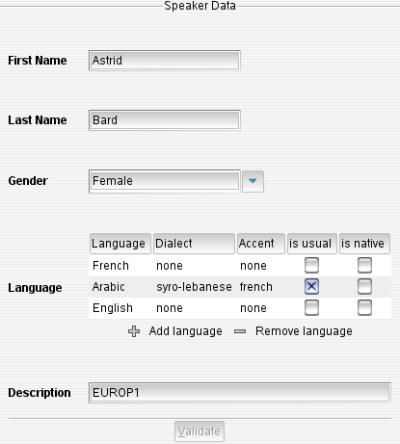 Speaker Data
First Name Astrid
Last Name Bard
Gender Female
Language Dialect Accent is usual is native
French none none
Language Arabic syro-lebanese french
English none none
Add language Remove language
Description EUROP1
Validate